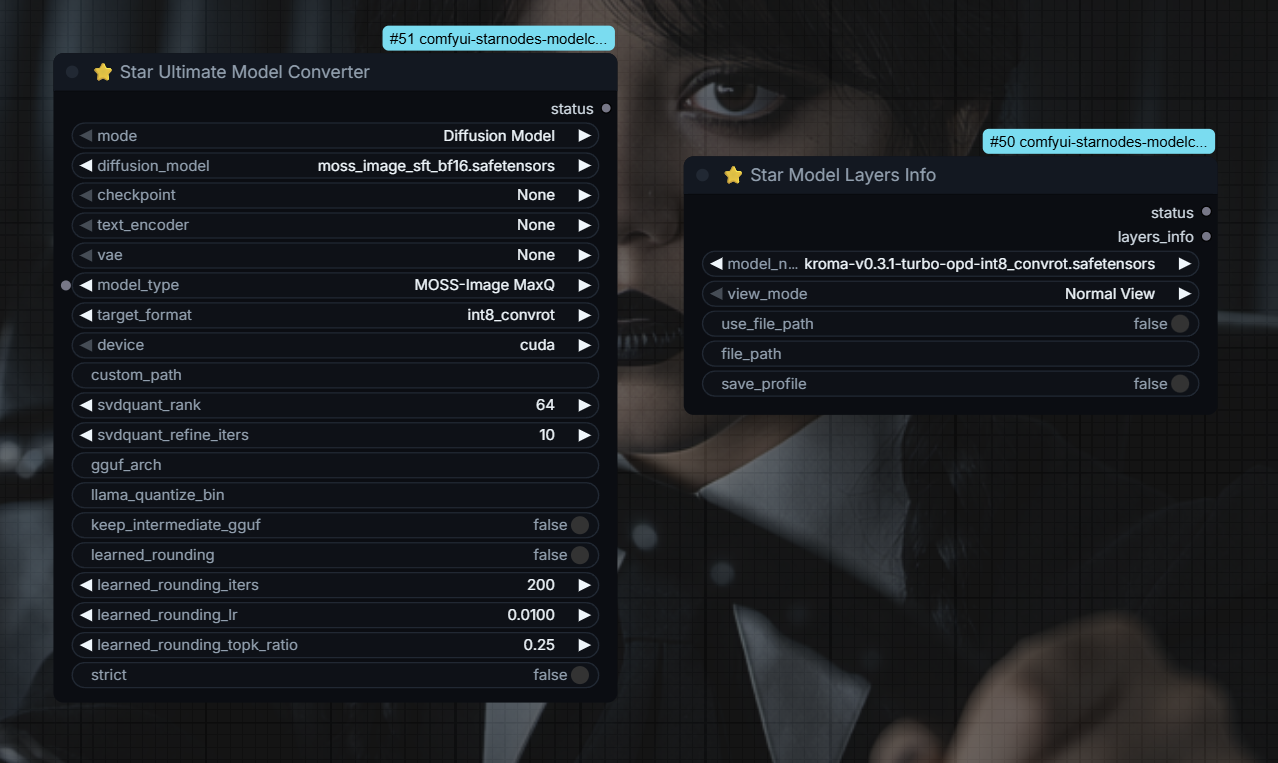 #51 comfyui-starnodes-modelc...
⭐ Star Ultimate Model Converter
status
mode Diffusion Model
diffusion_model moss_image_sft_bf16.safetensors
checkpoint None
text_encoder None
vae None
model_type MOSS-Image MaxQ
target_format int8_convrot
device cuda
custom_path
svdquant_rank 64
svdquant_refine_iters 10
gguf_arch
llama_quantize_bin
keep_intermediate_gguf false
learned_rounding false
learned_rounding_iters 200
learned_rounding_lr 0.0100
learned_rounding_topk_ratio 0.25
strict false
#50 comfyui-starnodes-modelc...
⭐ Star Model Layers Info
status
layers_info
model_n... kroma-v0.3.1-turbo-opd-int8_convrot.safetensors
view_mode Normal View
use_file_path false
file_path
save_profile false